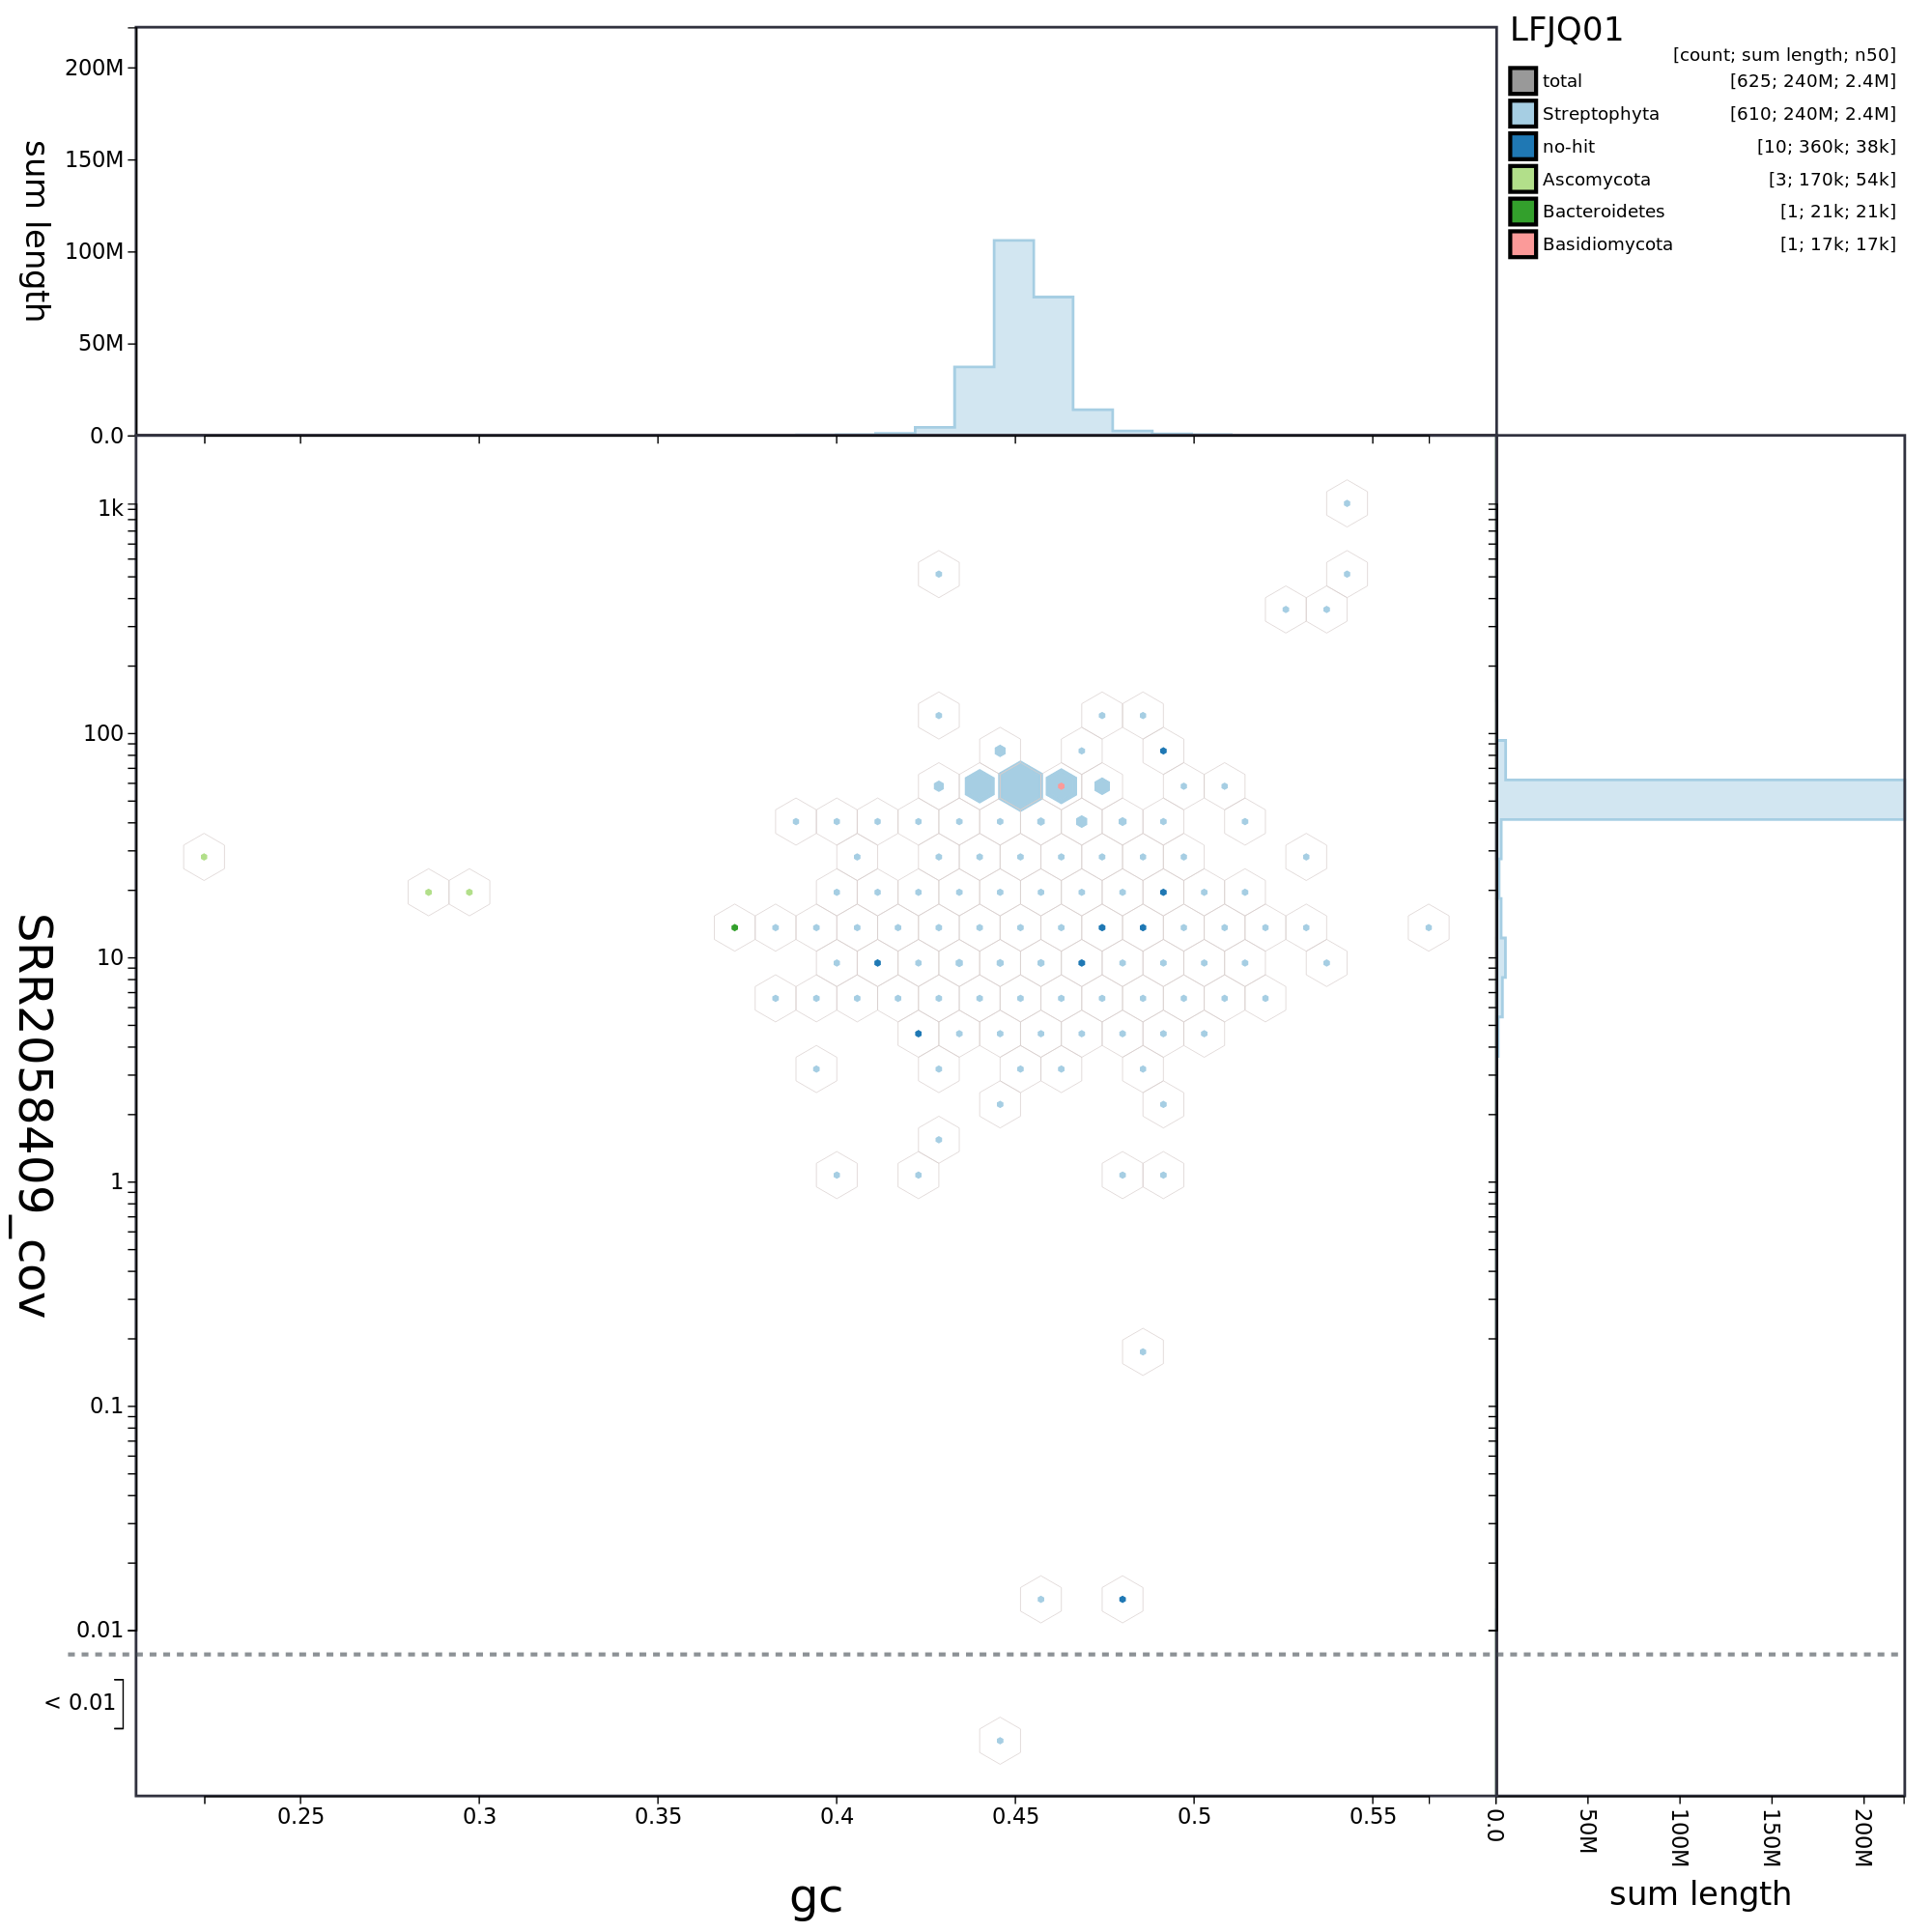 LFJQ01
[count; sum length; n50]
total [625; 240M; 2.4M]
Streptophyta [610; 240M; 2.4M]
no-hit [10; 360k; 38k]
Ascomycota [3; 170k; 54k]
Bacteroidetes [1; 21k; 21k]
Basidiomycota [1; 17k; 17k]
sum length
200M
150M
100M
50M
0.0
SRR2058409_cov
1k
100
10
1
0.1
0.01
< 0.01
0.25 0.3 0.35 0.4 0.45 0.5 0.55
gc
0.0 50M 100M 150M 200M
sum length